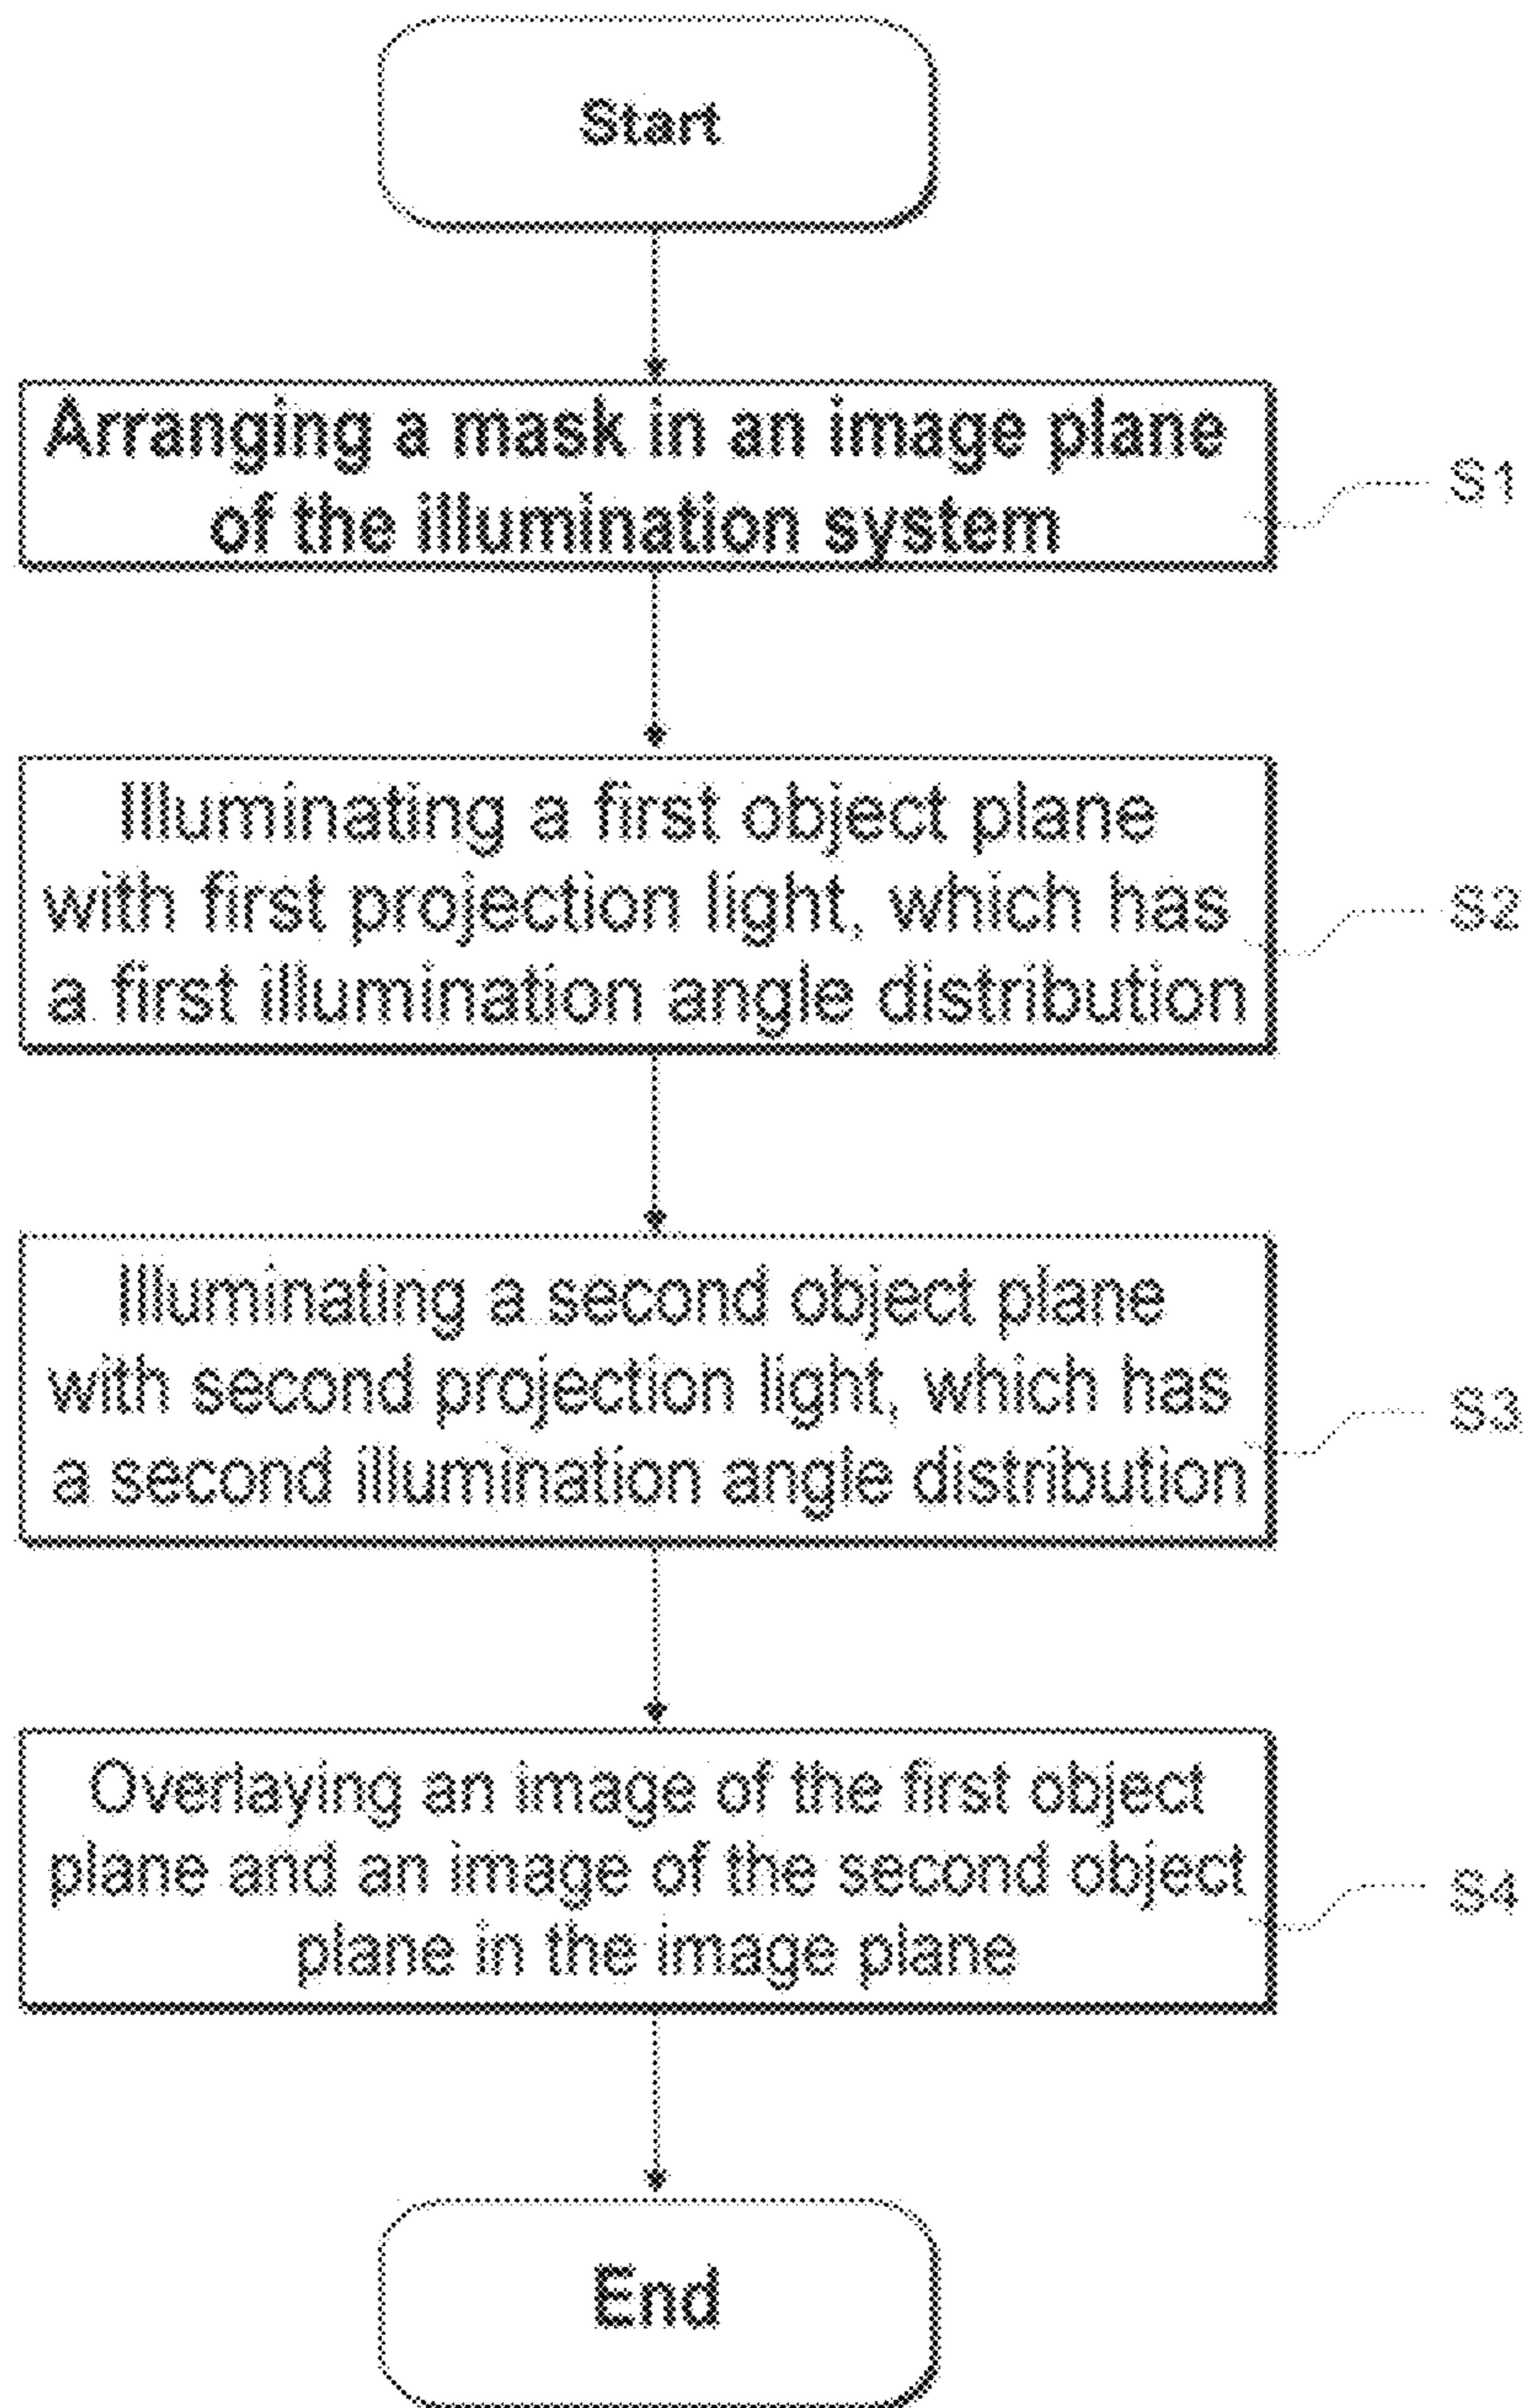 Start
Arranging a mask in an image plane
of the illumination system
S1
Illuminating a first object plane
with first projection light, which has
a first illumination angle distribution
S2
Illuminating a second object plane
with second projection light, which has
a second illumination angle distribution
S3
Overlaying an image of the first object
plane and an image of the second object
plane in the image plane
S4
End